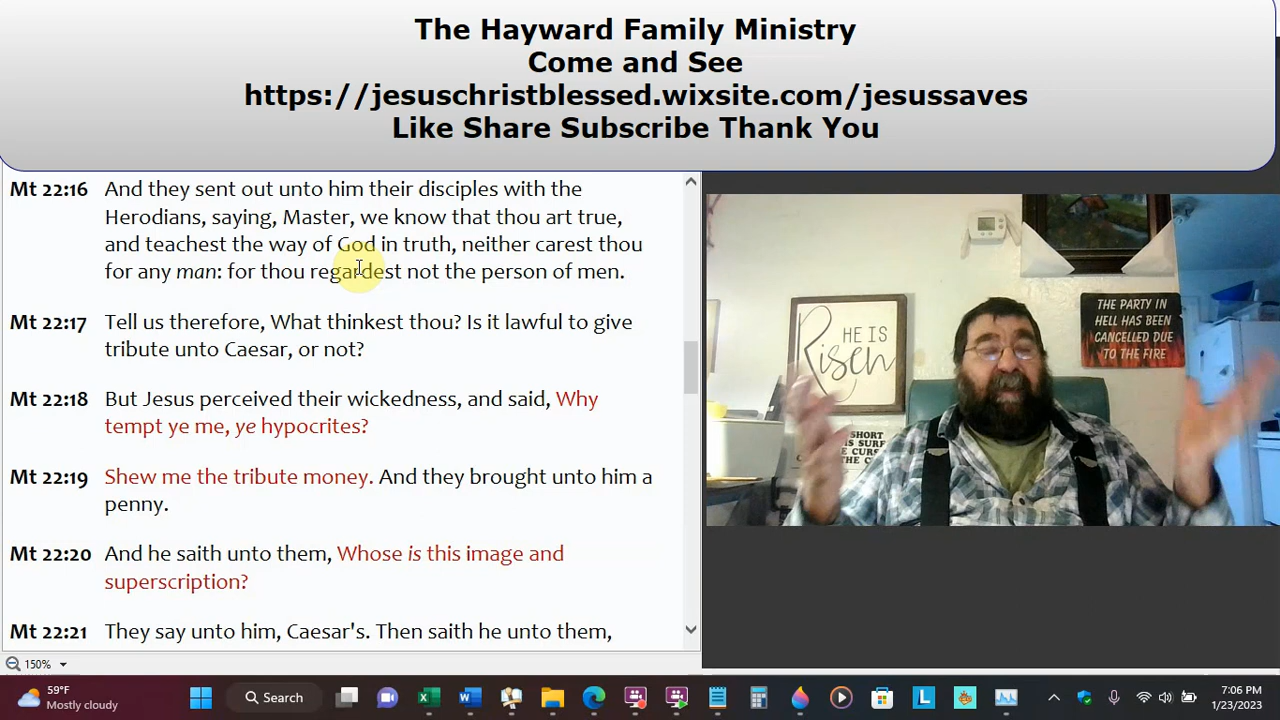 The Hayward Family Ministry
Come and See
https://jesuschristblessed.wixsite.com/jesussaves
Like Share Subscribe Thank You
Mt 22:16 And they sent out unto him their disciples with the
Herodians, saying, Master, we know that thou art true,
and teachest the way of God in truth, neither carest thou
for any man: for thou regardest not the person of men.
Mt 22:17 Tell us therefore, What thinkest thou? Is it lawful to give
tribute unto Caesar, or not?
Mt 22:18 But Jesus perceived their wickedness, and said, Why
tempt ye me, ye hypocrites?
Mt 22:19 Shew me the tribute money. And they brought unto him a
penny.
Mt 22:20 And he saith unto them, Whose is this image and
superscription?
Mt 22:21 They say unto him, Caesar's. Then saith he unto them,
150%
HE IS
Risen
THE PARTY IN
HELL HAS BEEN
CANCELLED DUE
TO THE FIRE
SHORT
59°F
Mostly cloudy
Search
7:06 PM
1/23/2023